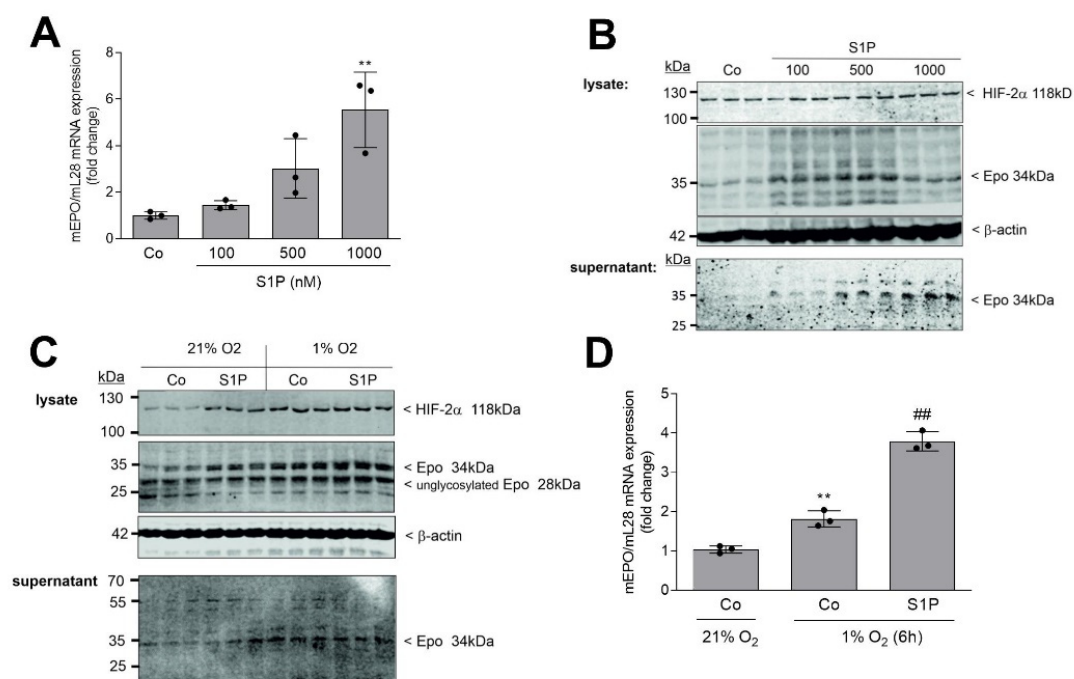 A
mEPO/mL28 mRNA expression
(fold change)
8
6
4
2
0
**
Co
100
500
1000
S1P (nM)
B
S1P
kDa
Co
100
500
1000
lysate:
130
100
< HIF-2α 118kD
35
< Epo 34kDa
42
< β-actin
supernatant:
kDa
35
25
< Epo 34kDa
C
21% O2
1% O2
kDa
Co
S1P
Co
S1P
lysate
130
100
< HIF-2α 118kDa
35
25
< Epo 34kDa
< unglycosylated Epo 28kDa
42
< β-actin
supernatant
70
55
35
25
< Epo 34kDa
D
mEPO/mL28 mRNA expression
(fold change)
5
4
3
2
1
0
**
##
Co
Co
S1P
21% O2
1% O2 (6h)